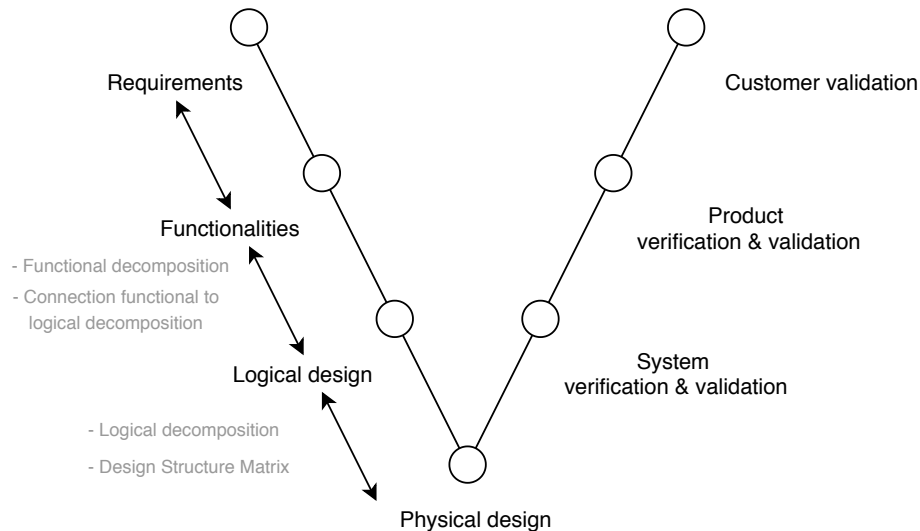 Requirements
Customer validation
Functionalities
Product
verification & validation
- Functional decomposition
- Connection functional to
logical decomposition
Logical design
System
verification & validation
- Logical decomposition
- Design Structure Matrix
Physical design